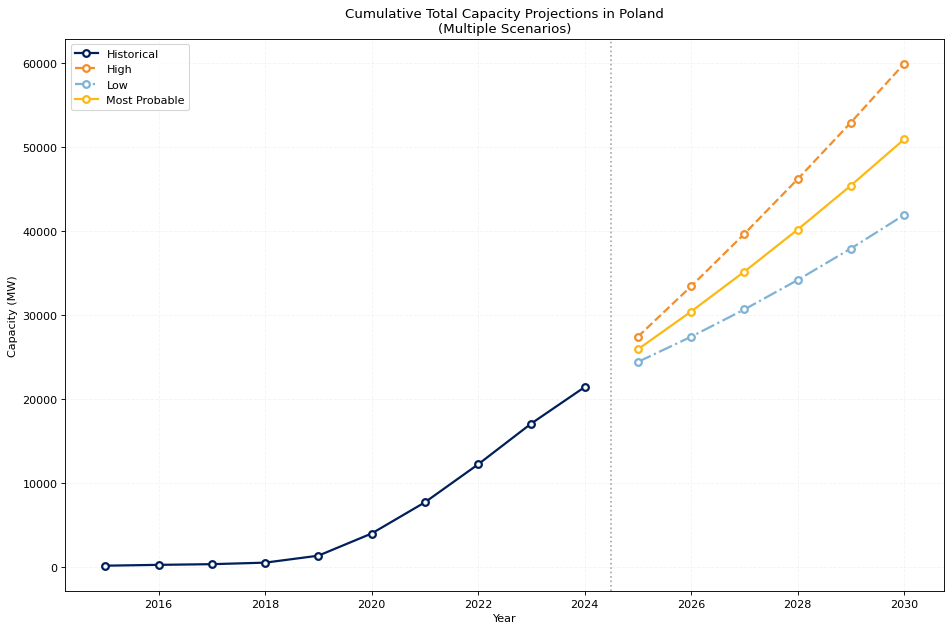 Cumulative Total Capacity Projections in Poland
(Multiple Scenarios)
Historical
High
Low
Most Probable
Capacity (MW)
60000
50000
40000
30000
20000
10000
0
2016
2018
2020
2022
2024
2026
2028
2030
Year